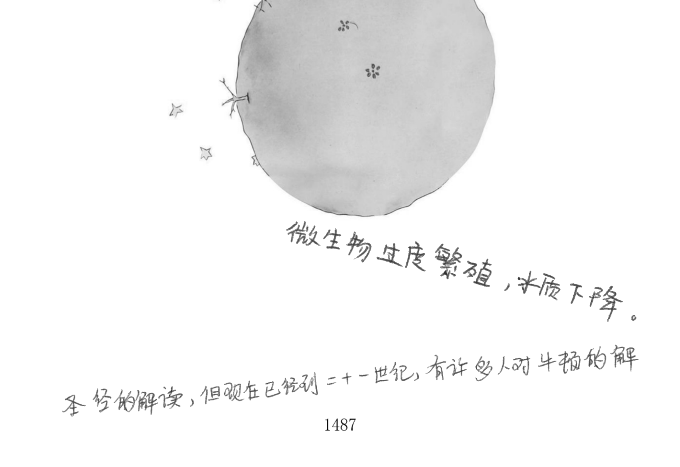 微生物过度繁殖，水质下降。
圣经的解读，但现在已经到二十一世纪，有许多人对牛顿的解
1487